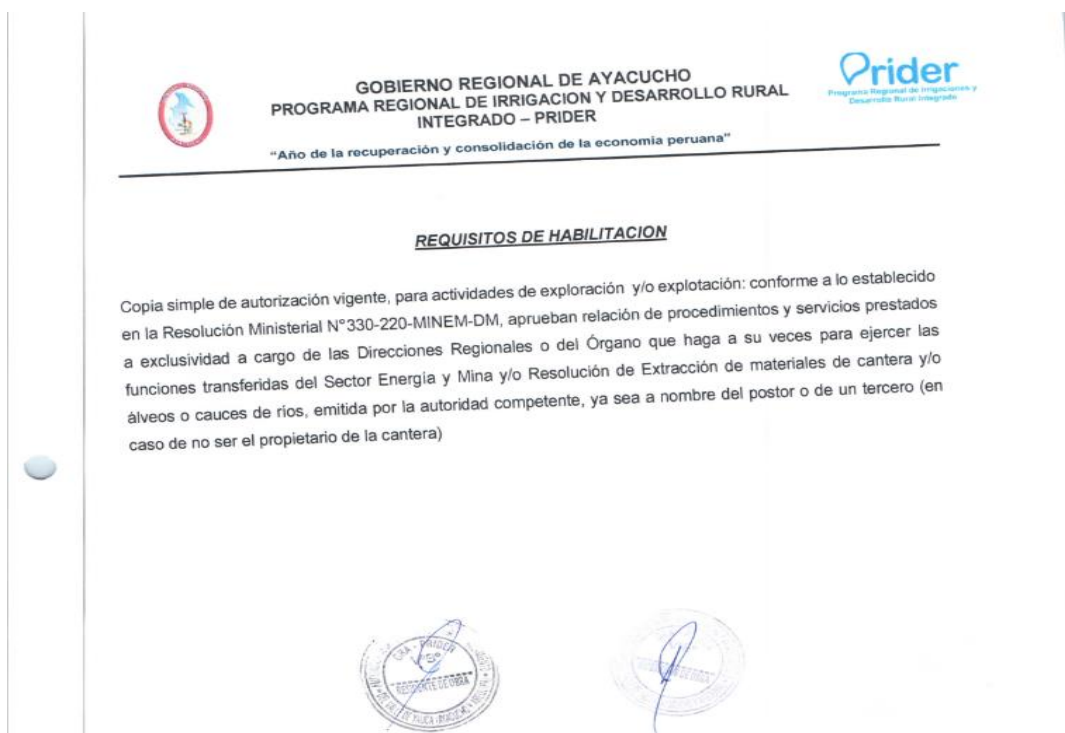 GOBIERNO REGIONAL DE AYACUCHO
PROGRAMA REGIONAL DE IRRIGACION Y DESARROLLO RURAL
INTEGRADO – PRIDER
"Año de la recuperación y consolidación de la economía peruana"
Prider
Programa Regional de Irrigaciones y
Desarrollo Rural Integrado
REQUISITOS DE HABILITACION
Copia simple de autorización vigente, para actividades de exploración y/o explotación: conforme a lo establecido
en la Resolución Ministerial N°330-220-MINEM-DM, aprueban relación de procedimientos y servicios prestados
a exclusividad a cargo de las Direcciones Regionales o del Órgano que haga a su veces para ejercer las
funciones transferidas del Sector Energía y Mina y/o Resolución de Extracción de materiales de cantera y/o
álveos o cauces de ríos, emitida por la autoridad competente, ya sea a nombre del postor o de un tercero (en
caso de no ser el propietario de la cantera)
GRA - PRIDER
V°B°
RESIDENTE DE OBRA